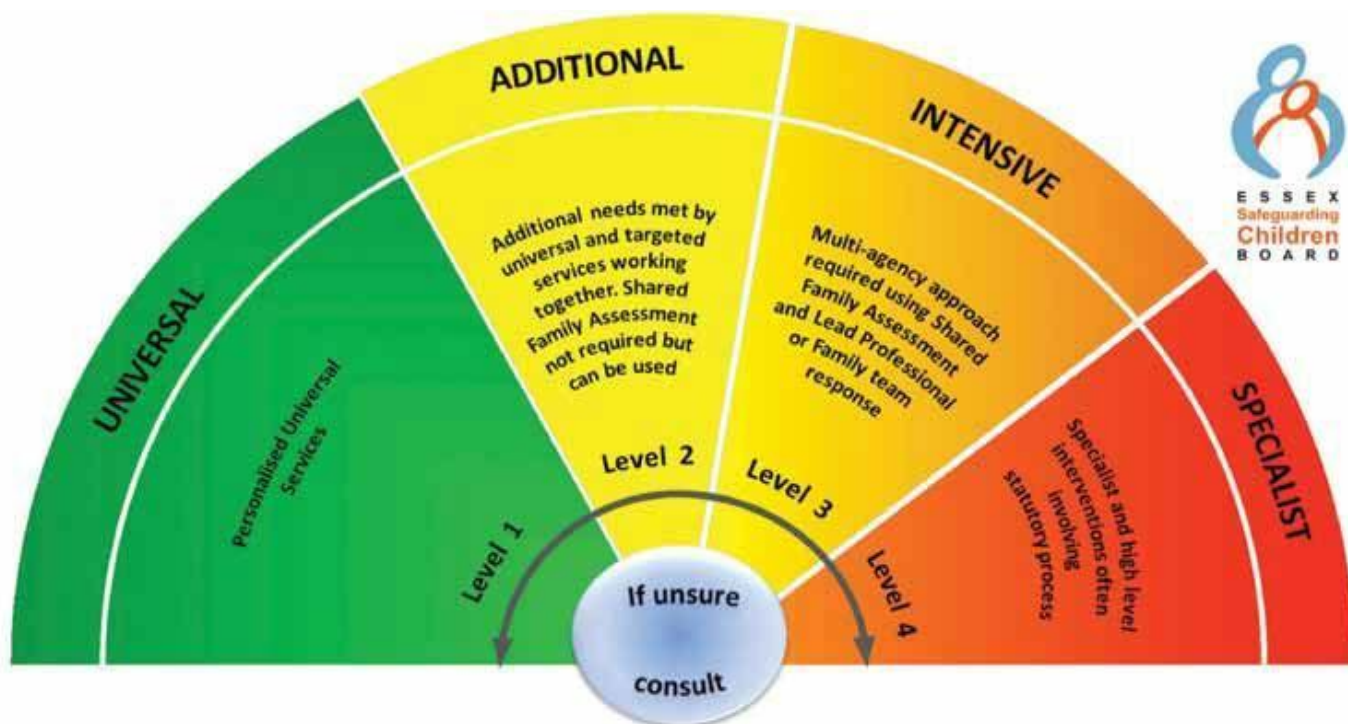 UNIVERSAL
Personalised Universal
Services
Level 1
ADDITIONAL
Additional needs met by
universal and targeted
services working
together. Shared
Family Assessment
not required but
can be used
Level 2
INTENSIVE
Multi-agency approach
required using Shared
Family Assessment
and Lead Professional
or Family team
response
Level 3
SPECIALIST
Specialist and high level
interventions often
involving
statutory process
Level 4
If unsure
consult
ESSEX
Safeguarding
Children
BOARD